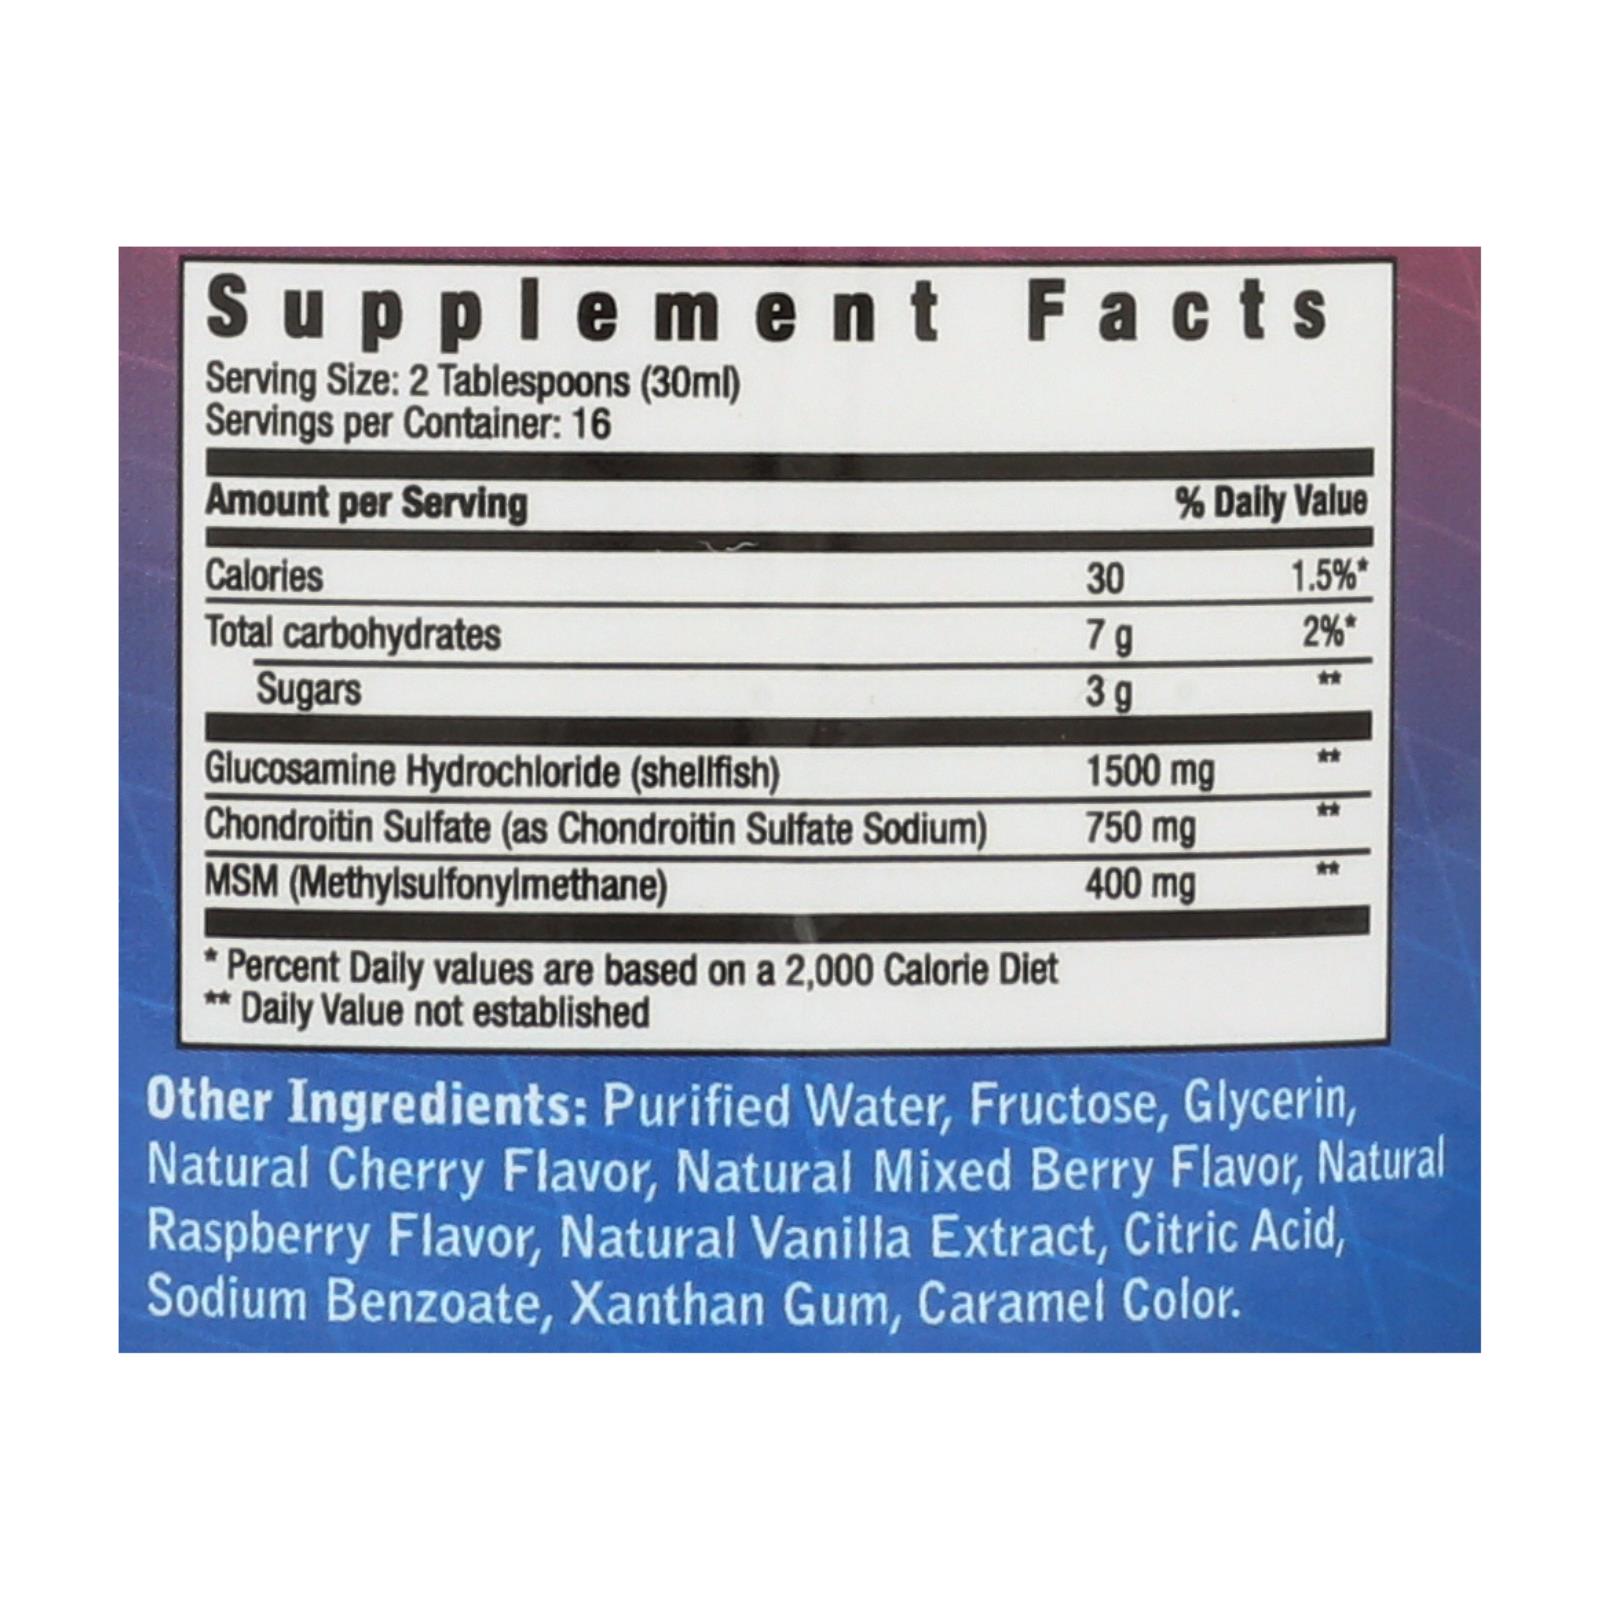 Supplement Facts
Serving Size: 2 Tablespoons (30ml)
Servings per Container: 16
Amount per Serving % Daily Value
Calories 30 1.5%*
Total carbohydrates 7 g 2%*
Sugars 3 g **
Glucosamine Hydrochloride (shellfish) 1500 mg **
Chondroitin Sulfate (as Chondroitin Sulfate Sodium) 750 mg **
MSM (Methylsulfonylmethane) 400 mg **
* Percent Daily values are based on a 2,000 Calorie Diet
** Daily Value not established
Other Ingredients: Purified Water, Fructose, Glycerin,
Natural Cherry Flavor, Natural Mixed Berry Flavor, Natural
Raspberry Flavor, Natural Vanilla Extract, Citric Acid,
Sodium Benzoate, Xanthan Gum, Caramel Color.